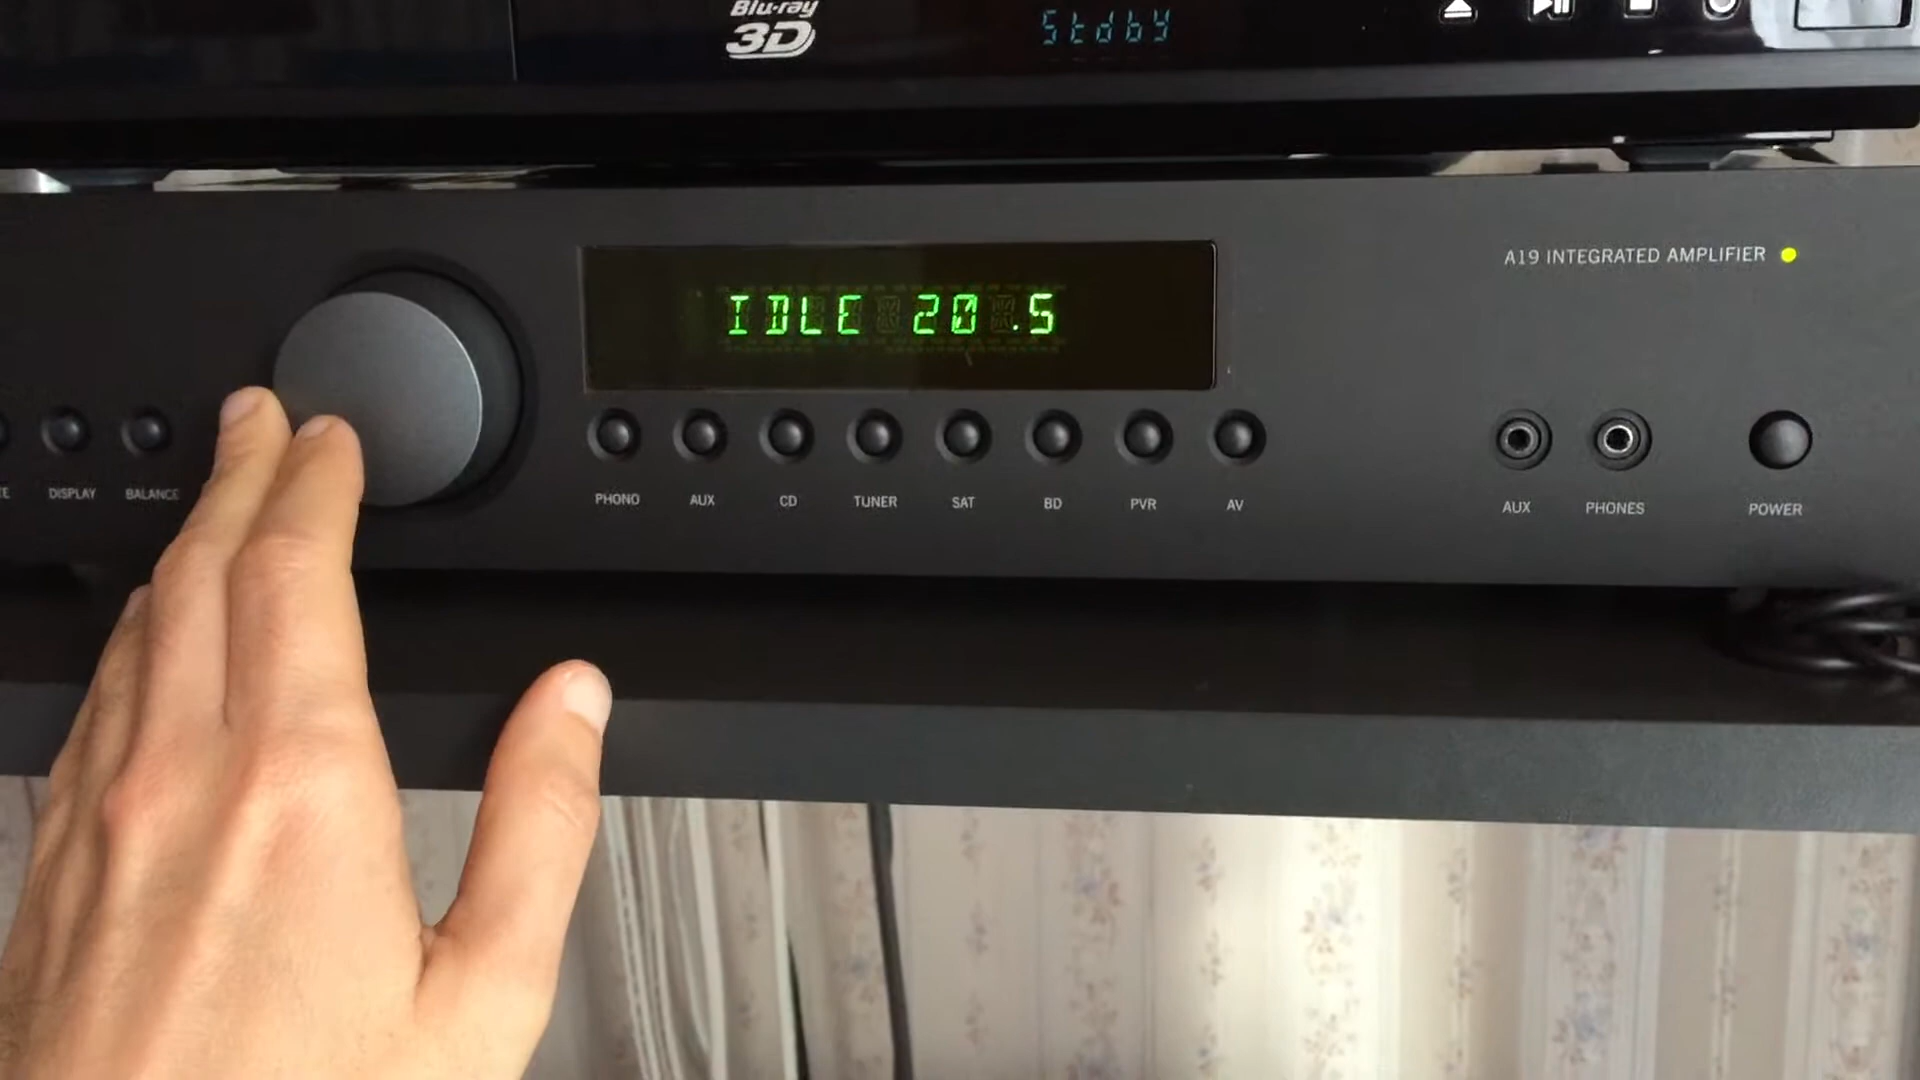 Blu-ray
3D
Stdby
A19 INTEGRATED AMPLIFIER
IDLE 20.5
DISPLAY
BALANCE
PHONO
AUX
CD
TUNER
SAT
BD
PVR
AV
AUX
PHONES
POWER